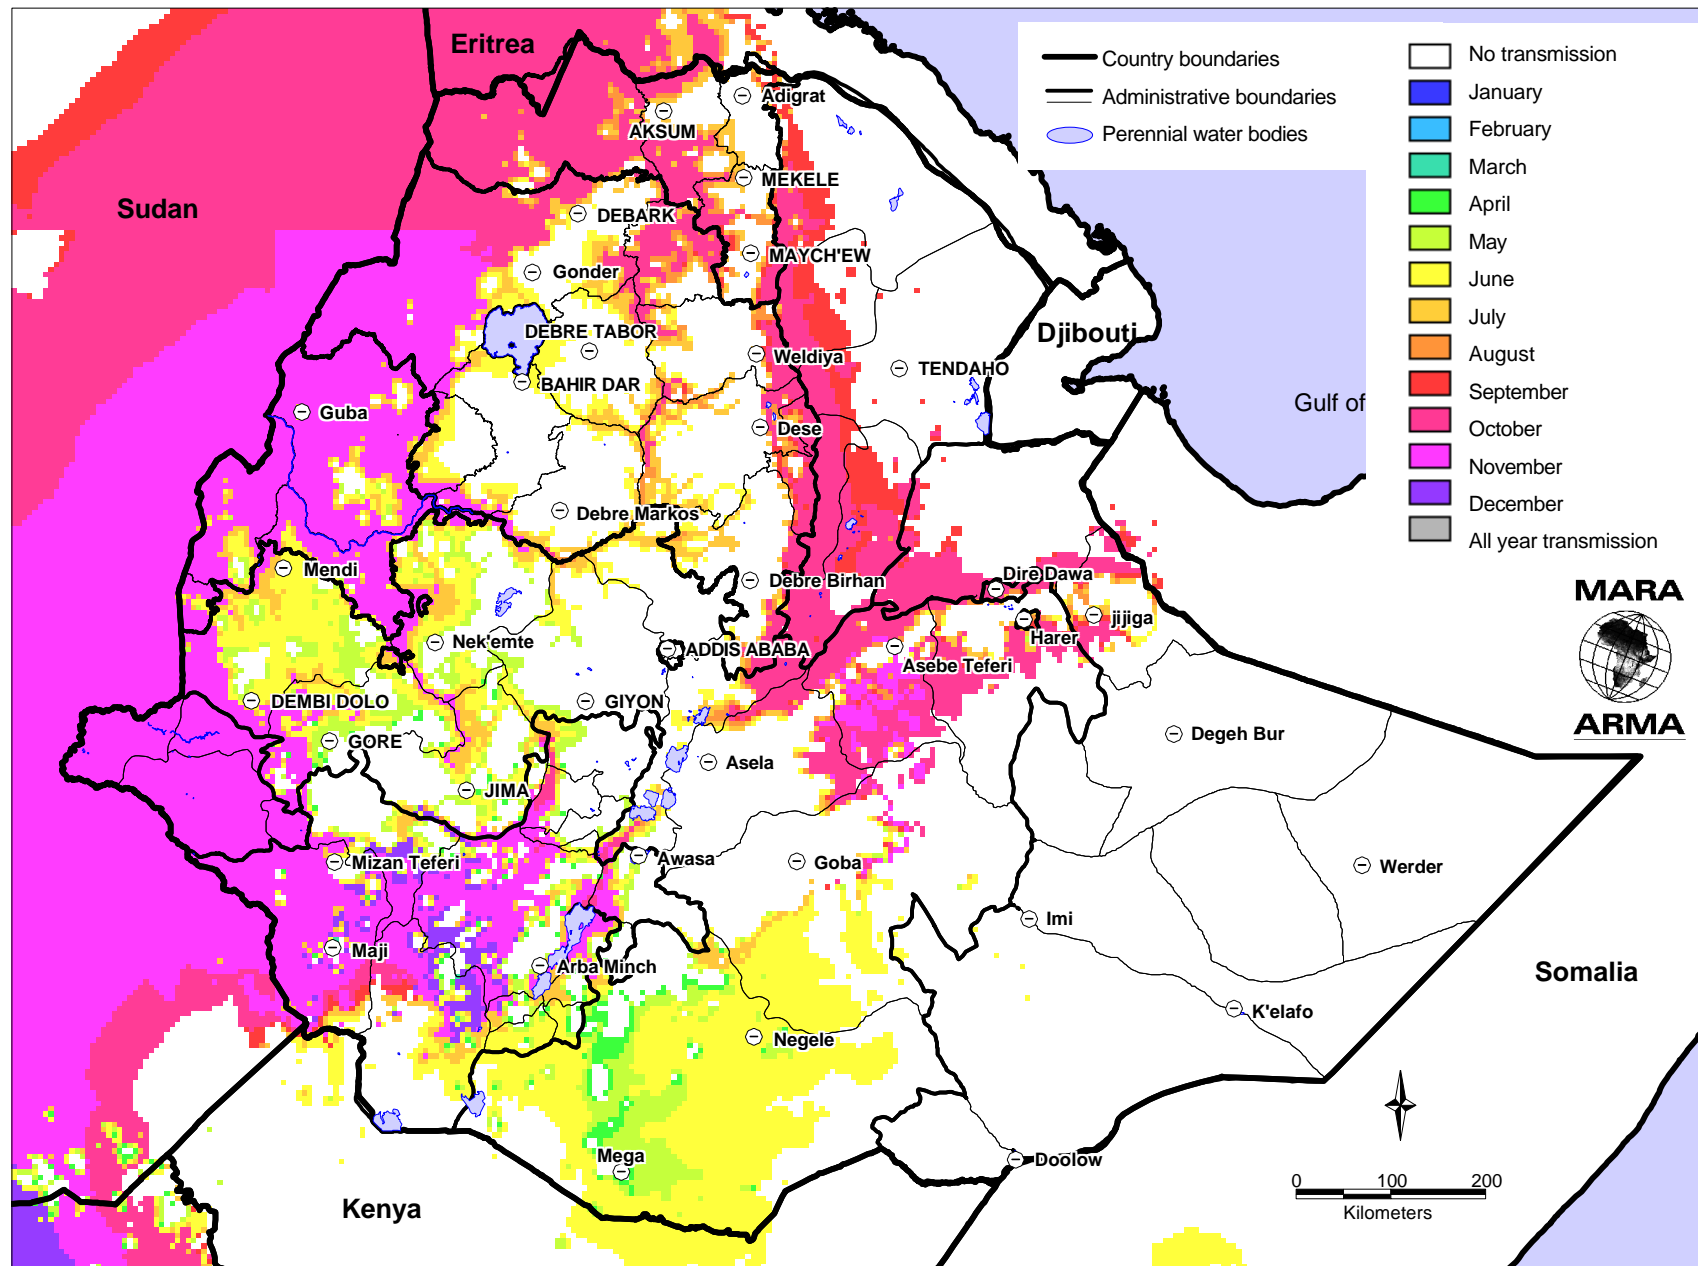 Eritrea
Country boundaries
Administrative boundaries
Perennial water bodies
No transmission
January
February
March
April
May
June
July
August
September
October
November
December
All year transmission
Adigrat
AKSUM
MEKELE
Sudan
DEBARK
MAYCH'EW
Gonder
DEBRE TABOR
Djibouti
Weldiya
TENDAHO
BAHIR DAR
Gulf of
Guba
Dese
Debre Markos
Mendi
Debre Birhan
Dire Dawa
jijiga
Harer
Nek'emte
ADDIS ABABA
Asebe Teferi
DEMBI DOLO
GIYON
GORE
Degeh Bur
Asela
JIMA
Mizan Teferi
Awasa
Goba
Werder
Imi
Maji
Arba Minch
Somalia
K'elafo
Negele
Mega
Doolow
Kenya
MARA
ARMA
0 100 200
Kilometers